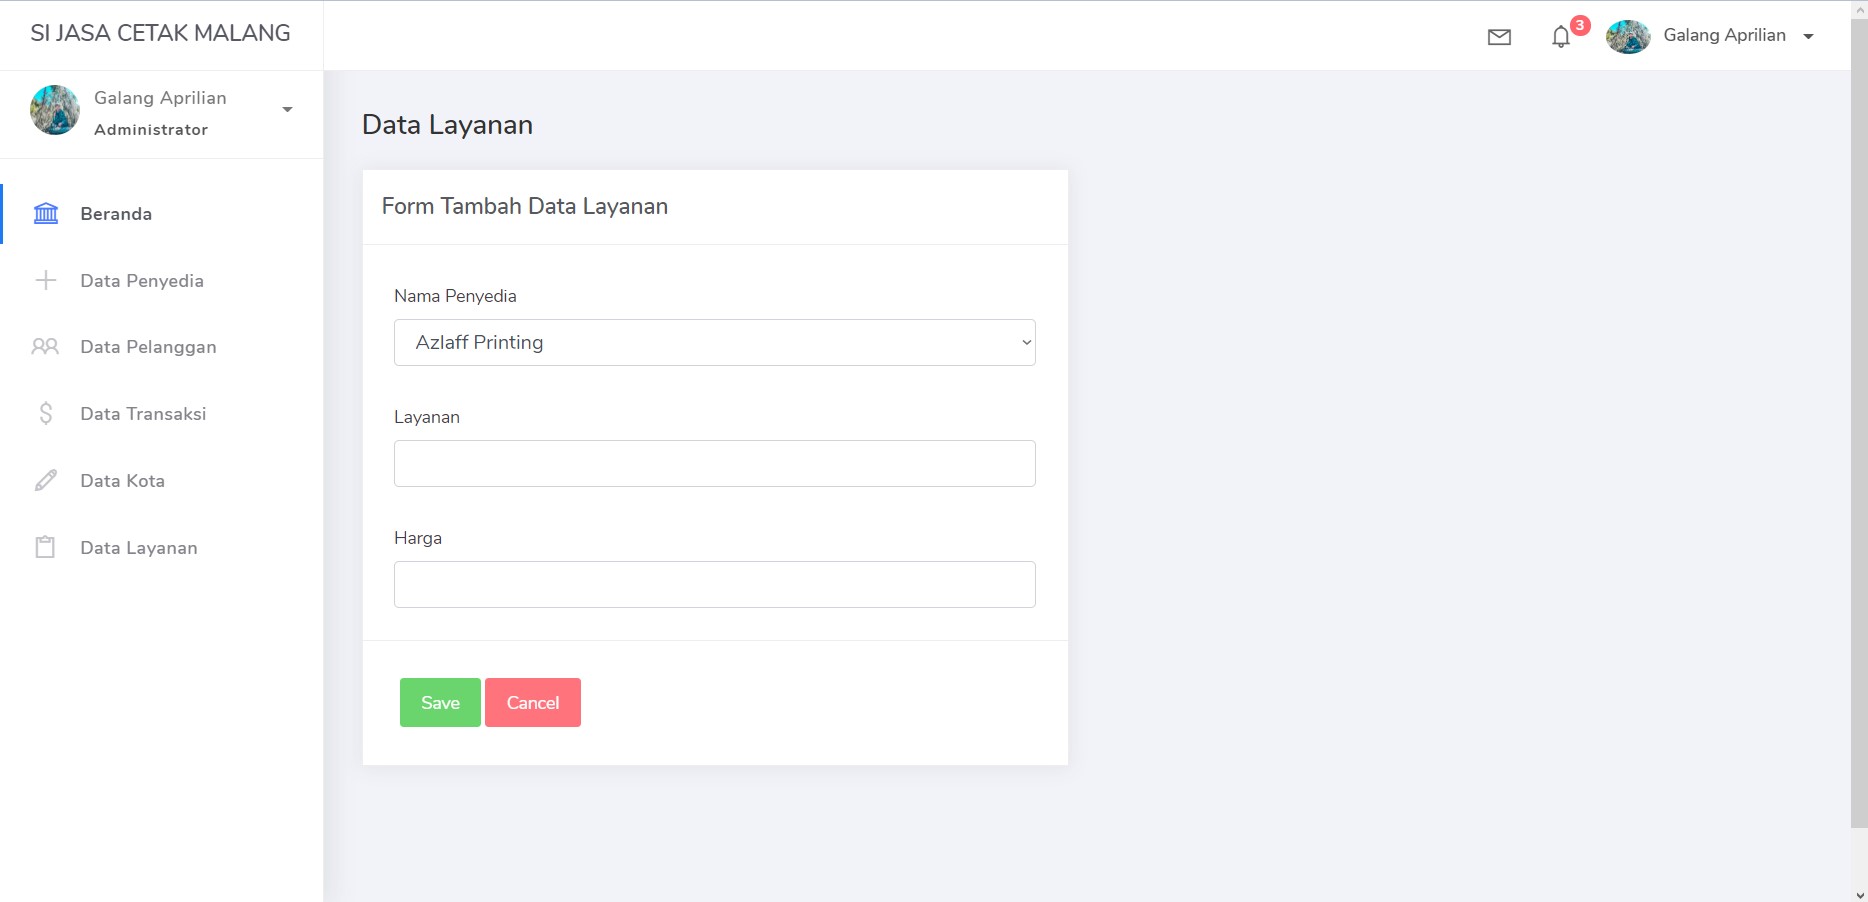 SI JASA CETAK MALANG
3
Galang Aprilian
Galang Aprilian
Administrator
Beranda
Data Penyedia
Data Pelanggan
Data Transaksi
Data Kota
Data Layanan
Data Layanan
Form Tambah Data Layanan
Nama Penyedia
Azlaff Printing
Layanan
Harga
Save Cancel